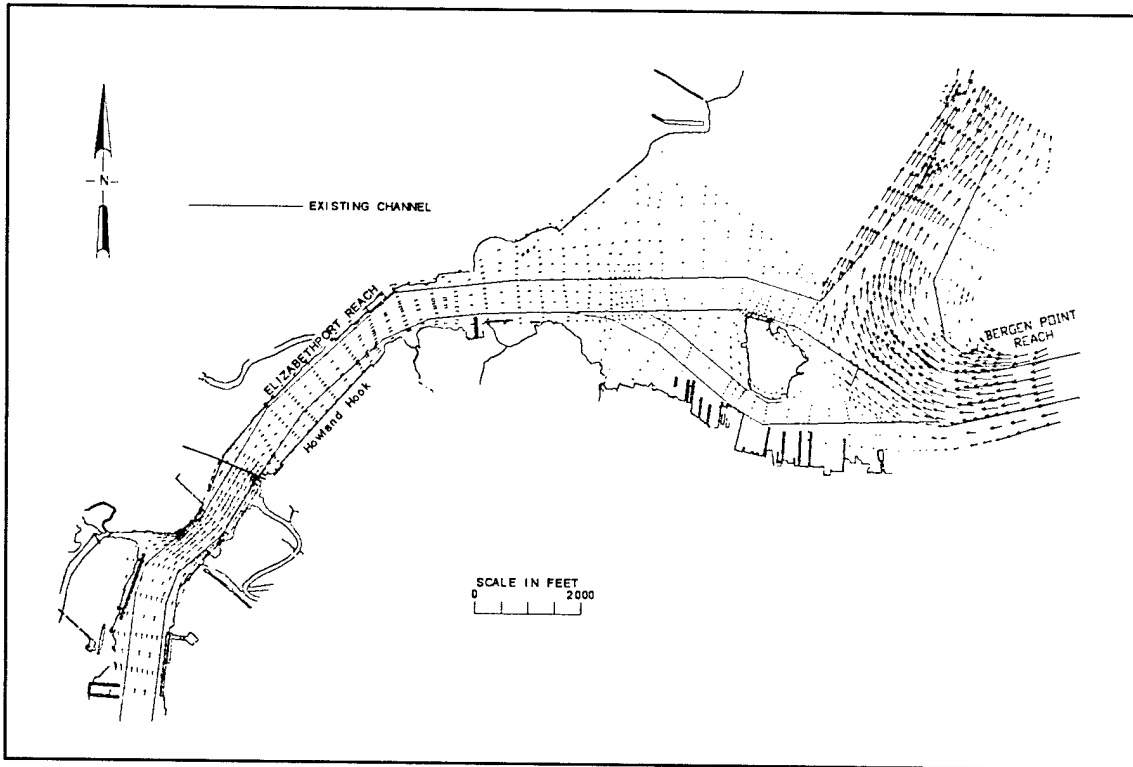 N
EXISTING CHANNEL
ELIZABETHPORT REACH
Howland Hook
BERGEN POINT
REACH
SCALE IN FEET
0 2000